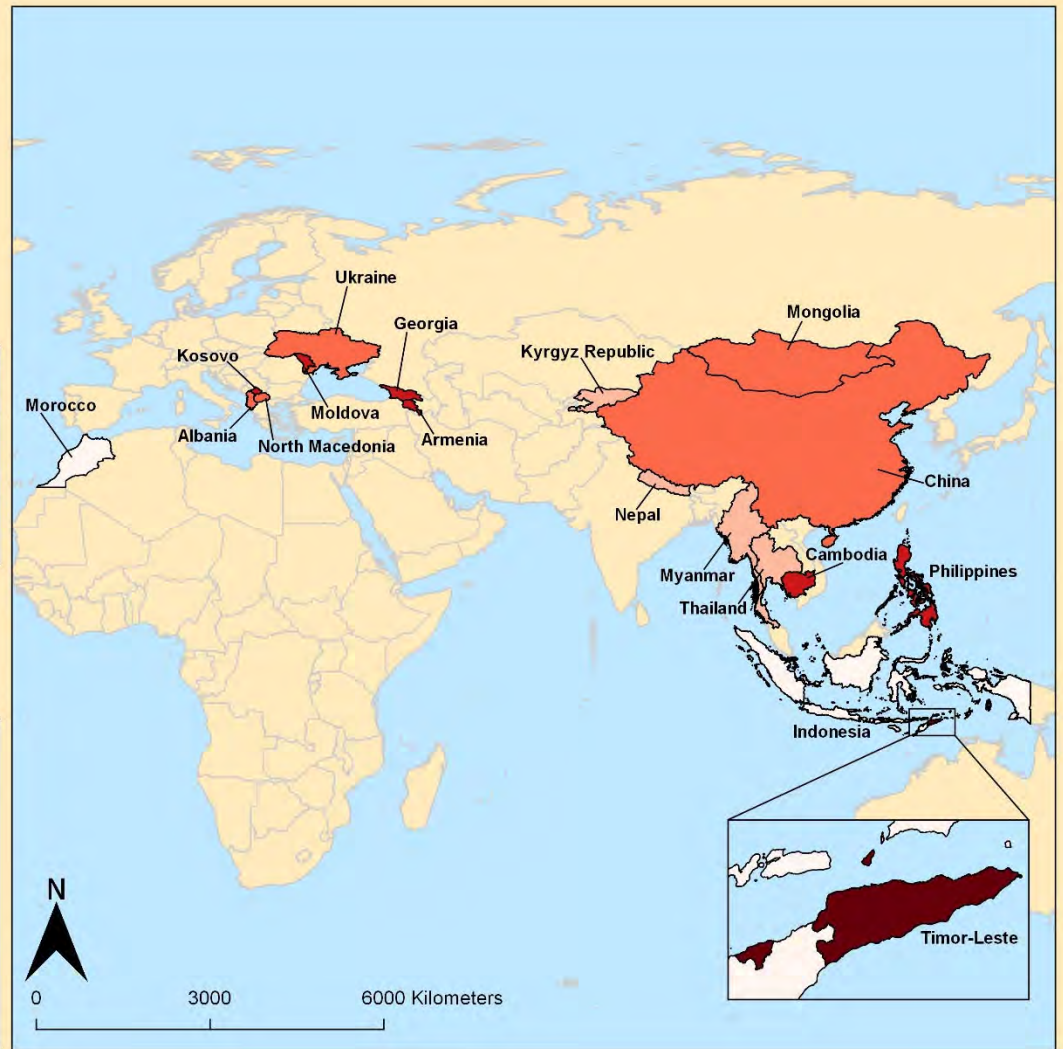 Ukraine
Georgia
Mongolia
Kosovo
Kyrgyz Republic
Morocco
Moldova
Albania
North Macedonia
Armenia
China
Nepal
Cambodia
Myanmar
Philippines
Thailand
Indonesia
N
Timor-Leste
0 3000 6000 Kilometers